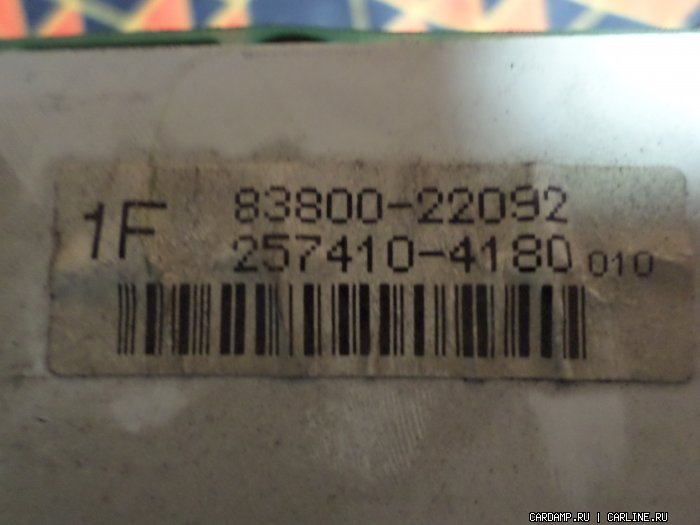 1F 83800-22092
257410-4180 010
CARDAMP.RU | CARLINE.RU